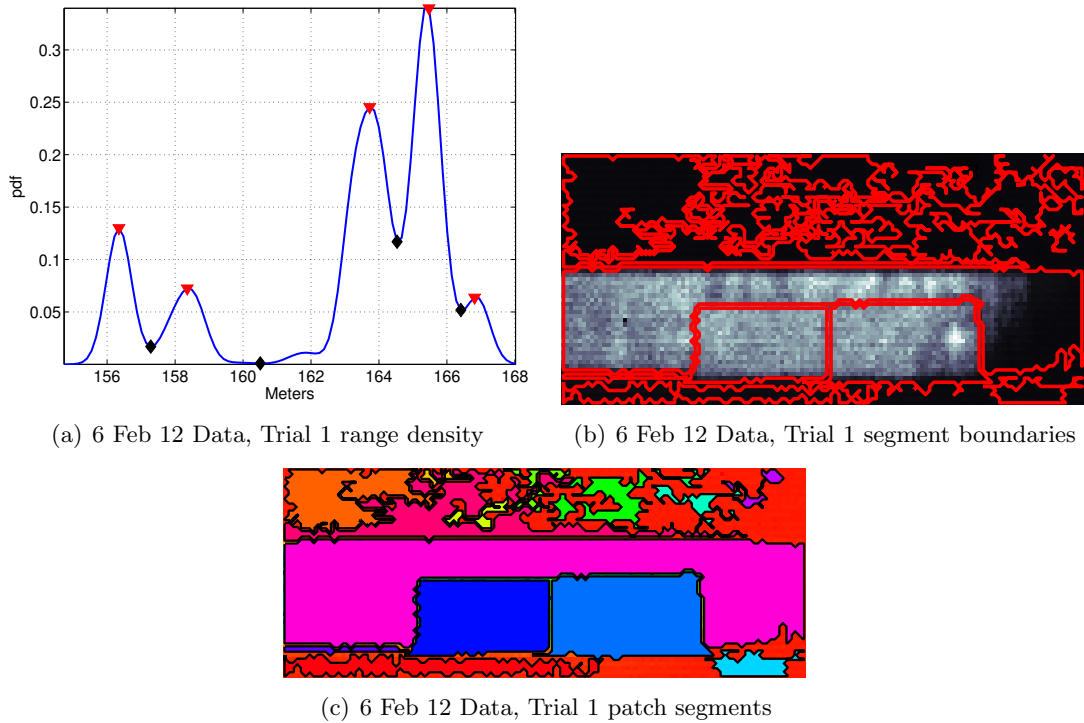 0.3
0.25
0.2
0.15
0.1
0.05
pdf
156 158 160 162 164 166 168
Meters
(a) 6 Feb 12 Data, Trial 1 range density
(b) 6 Feb 12 Data, Trial 1 segment boundaries
(c) 6 Feb 12 Data, Trial 1 patch segments